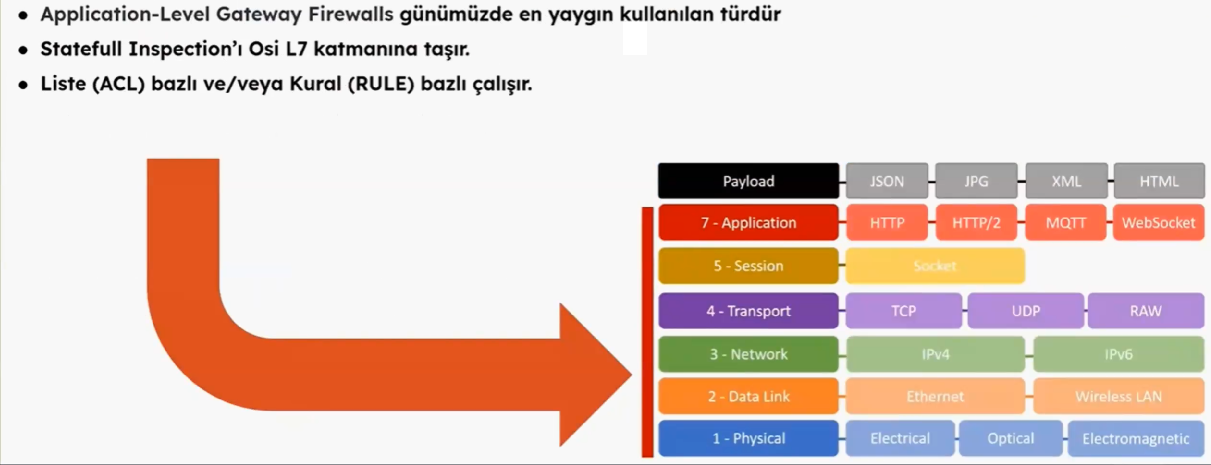 • Application-Level Gateway Firewalls günümüzde en yaygın kullanılan türdür
• Statefull Inspection’ı Osi L7 katmanına taşır.
• Liste (ACL) bazlı ve/veya Kural (RULE) bazlı çalışır.
Payload JSON JPG XML HTML
7 - Application HTTP HTTP/2 MQTT WebSocket
5 - Session Socket
4 - Transport TCP UDP RAW
3 - Network IPv4 IPv6
2 - Data Link Ethernet Wireless LAN
1 - Physical Electrical Optical Electromagnetic